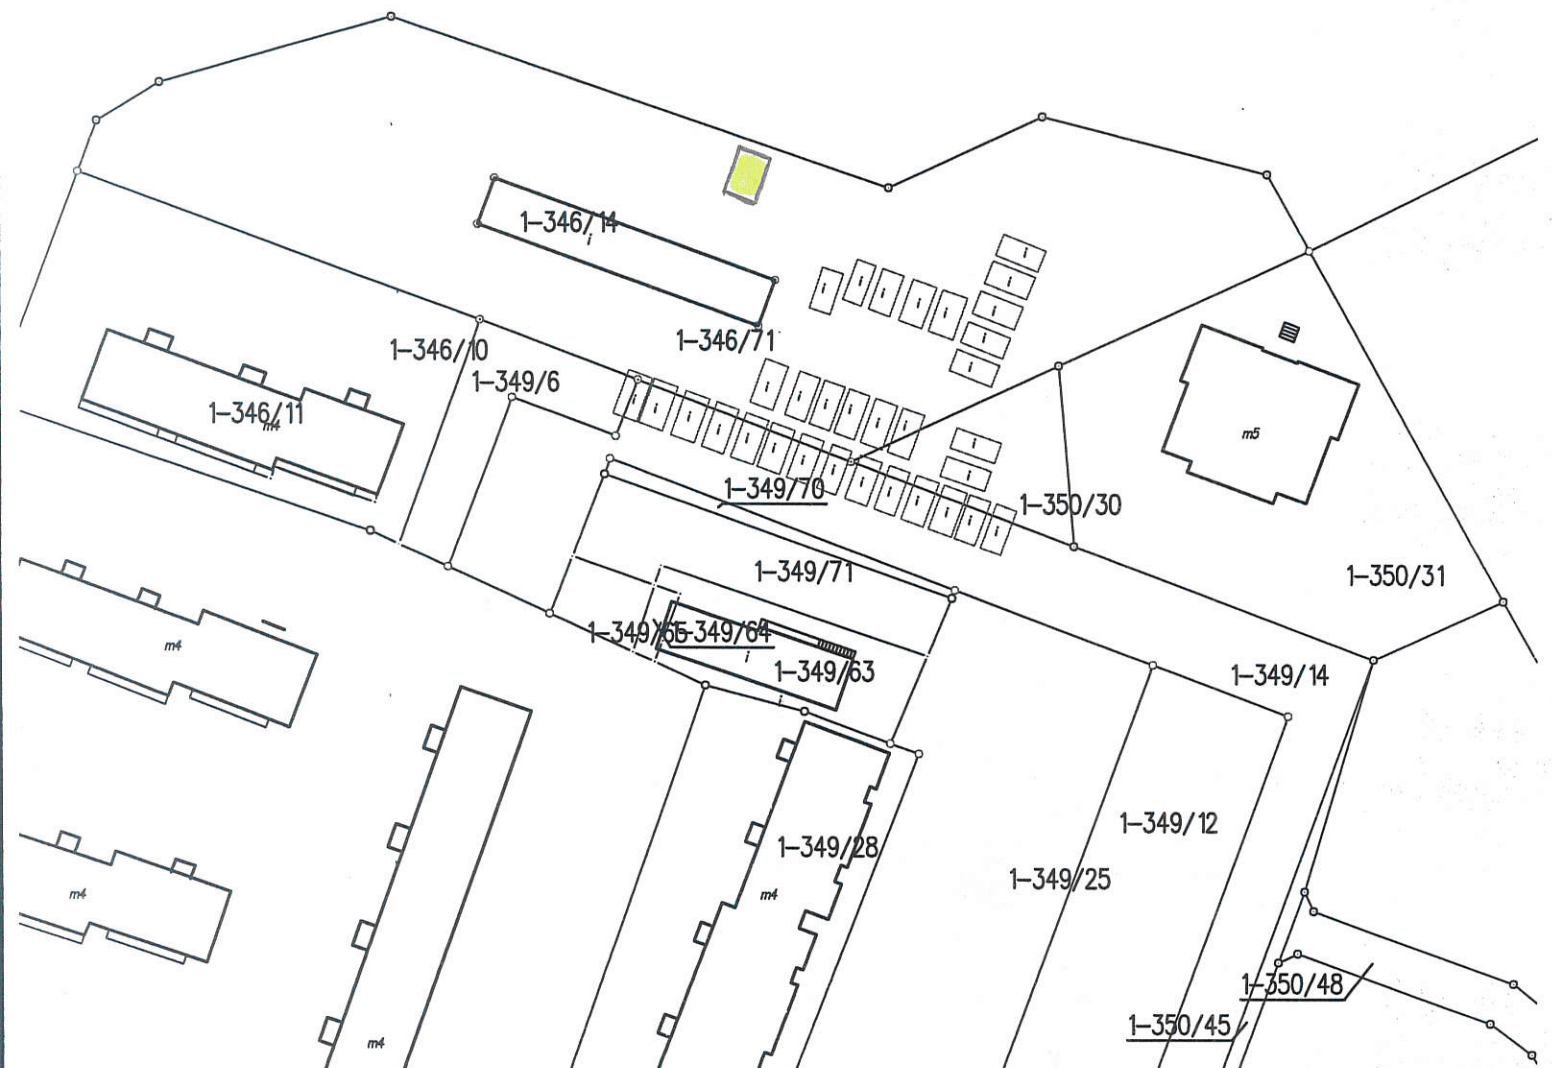 1-346/14
i
1-346/71
1-346/10
1-349/6
1-346/11
m4
i i i i i
i
i
i
i
i
i i i i i i
i i i i i i i i
i i i i i i
i
i
m5
1-349/70
1-350/30
1-349/71
1-350/31
1-349/65
1-349/64
i
1-349/63
i
1-349/14
m4
1-349/12
1-349/28
1-349/25
m4
m4
1-350/48
1-350/45
m4